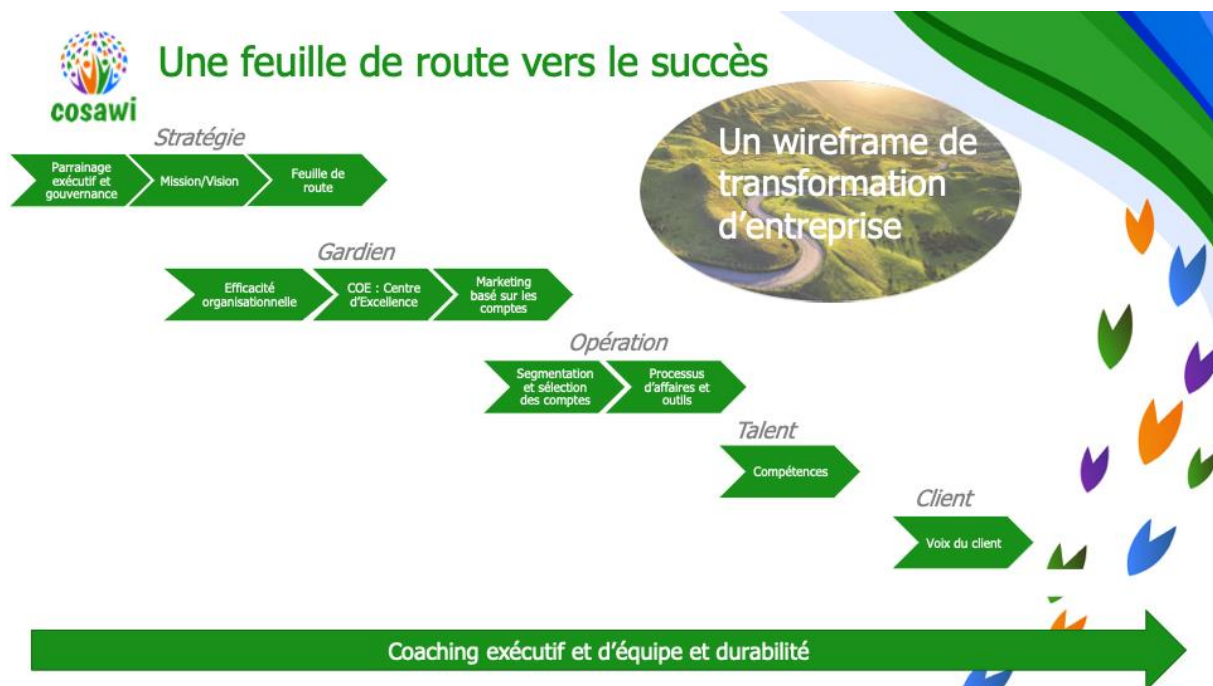 Une feuille de route vers le succès
cosawi
Un wireframe de
transformation
d'entreprise
Stratégie
Parrainage
exécutif et
gouvernance
Mission/Vision
Feuille de
route
Gardien
Efficacité
organisationnelle
COE : Centre
d'Excellence
Marketing
basé sur les
comptes
Opération
Segmentation
et sélection
des comptes
Processus
d'affaires et
outils
Talent
Compétences
Client
Voix du client
Coaching exécutif et d'équipe et durabilité